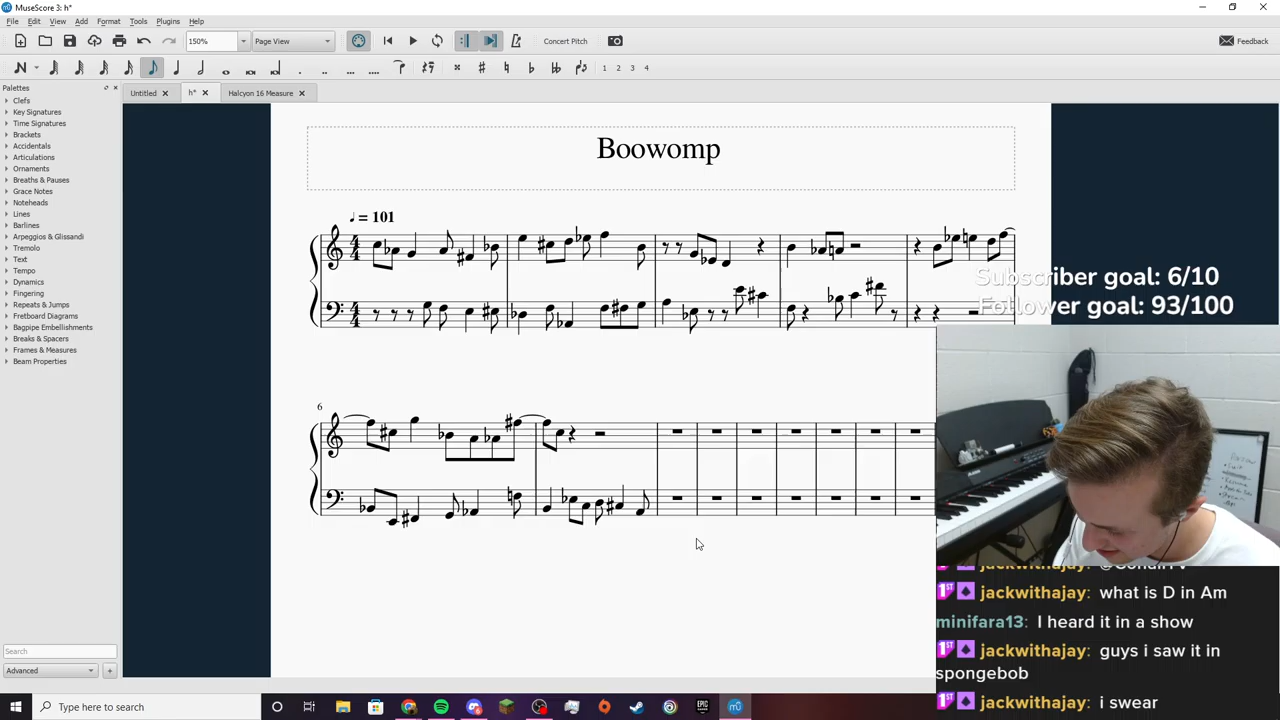 MuseScore 3: h*
File Edit View Add Format Tools Plugins Help
150% Page View Concert Pitch Feedback
N 1 2 3 4
Palettes
Untitled h* Halcyon 16 Measure
Clefs
Key Signatures
Time Signatures
Brackets
Accidentals
Articulations
Ornaments
Breaths & Pauses
Grace Notes
Noteheads
Lines
Barlines
Arpeggios & Glissandi
Tremolo
Text
Tempo
Dynamics
Fingering
Repeats & Jumps
Fretboard Diagrams
Bagpipe Embellishments
Breaks & Spacers
Frames & Measures
Beam Properties
Search
Advanced
Boowomp
= 101
6
Subscriber goal: 6/10
Follower goal: 93/100
jackwithajay: what is D in Am
minifara13: I heard it in a show
jackwithajay: guys i saw it in
spongebob
jackwithajay: i swear
Type here to search